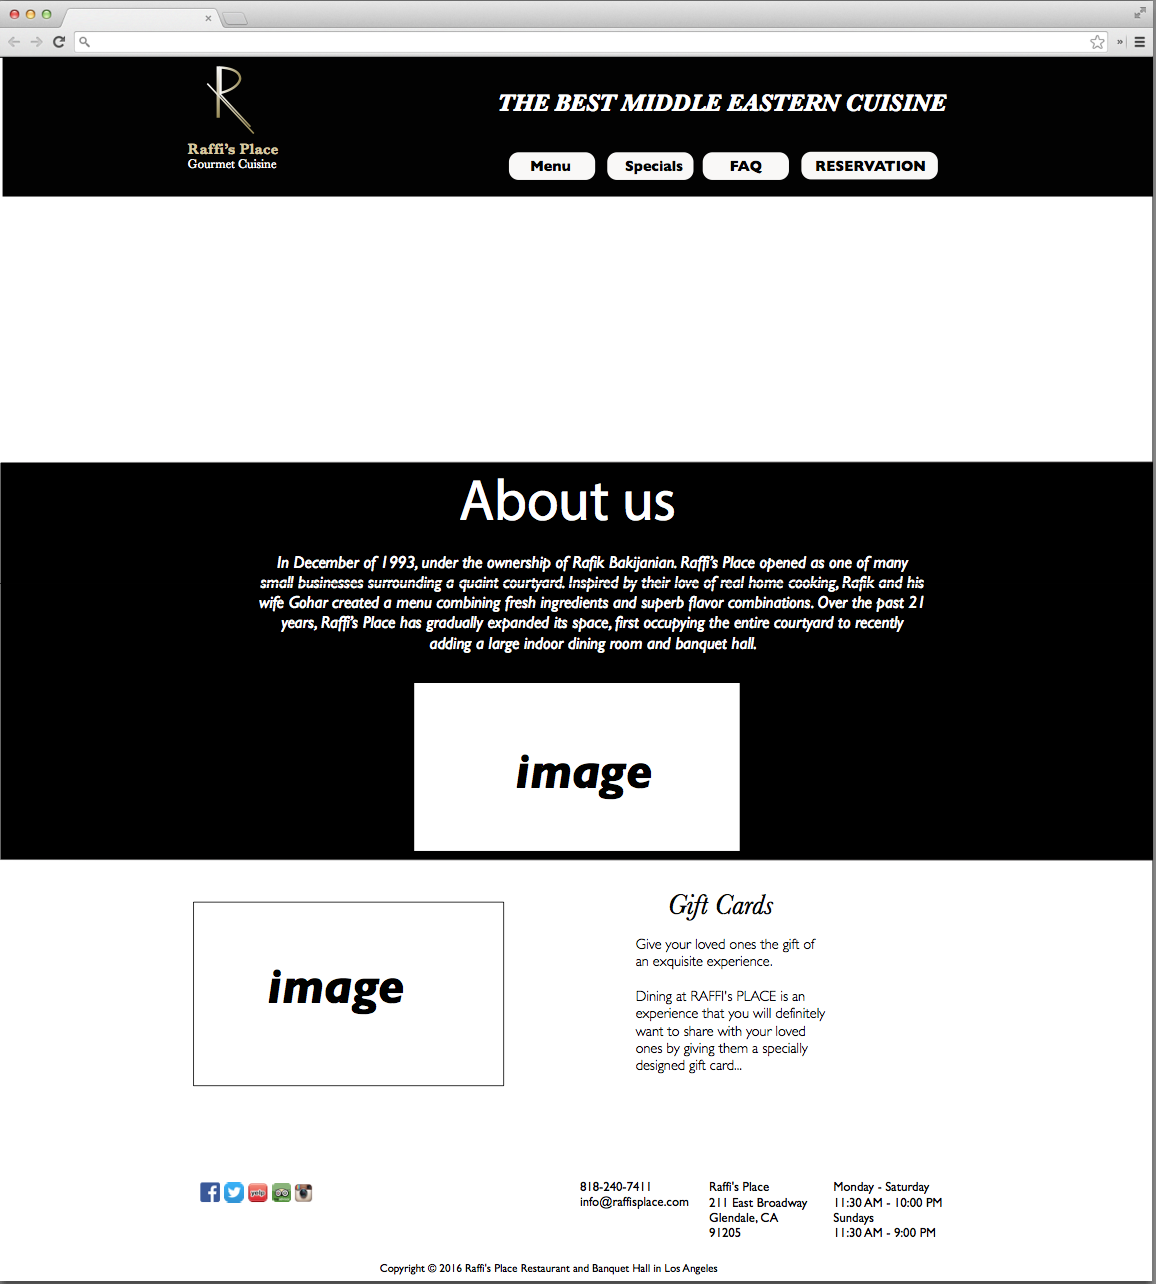 Raffi's Place
Gourmet Cuisine
THE BEST MIDDLE EASTERN CUISINE
Menu
Specials
FAQ
RESERVATION
About us
In December of 1993, under the ownership of Rafik Bakijanian. Raffi's Place opened as one of many
small businesses surrounding a quaint courtyard. Inspired by their love of real home cooking, Rafik and his
wife Gohar created a menu combining fresh ingredients and superb flavor combinations. Over the past 21
years, Raffi's Place has gradually expanded its space, first occupying the entire courtyard to recently
adding a large indoor dining room and banquet hall.
image
image
Gift Cards
Give your loved ones the gift of
an exquisite experience.
Dining at RAFFI's PLACE is an
experience that you will definitely
want to share with your loved
ones by giving them a specially
designed gift card...
yelp
818-240-7411
info@raffisplace.com
Raffi's Place
211 East Broadway
Glendale, CA
91205
Monday - Saturday
11:30 AM - 10:00 PM
Sundays
11:30 AM - 9:00 PM
Copyright © 2016 Raffi's Place Restaurant and Banquet Hall in Los Angeles